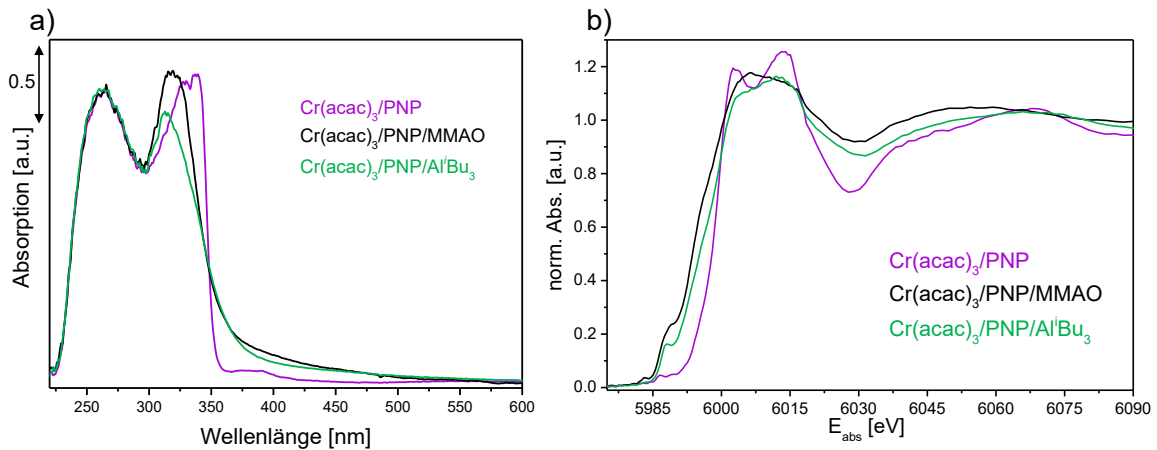 a)
0.5
Absorption [a.u.]
Cr(acac)₃/PNP
Cr(acac)₃/PNP/MMAO
Cr(acac)₃/PNP/AlⁱBu₃
250 300 350 400 450 500 550 600
Wellenlänge [nm]
b)
norm. Abs. [a.u.]
1.2
1.0
0.8
0.6
0.4
0.2
0.0
Cr(acac)₃/PNP
Cr(acac)₃/PNP/MMAO
Cr(acac)₃/PNP/AlⁱBu₃
5985 6000 6015 6030 6045 6060 6075 6090
E_abs [eV]